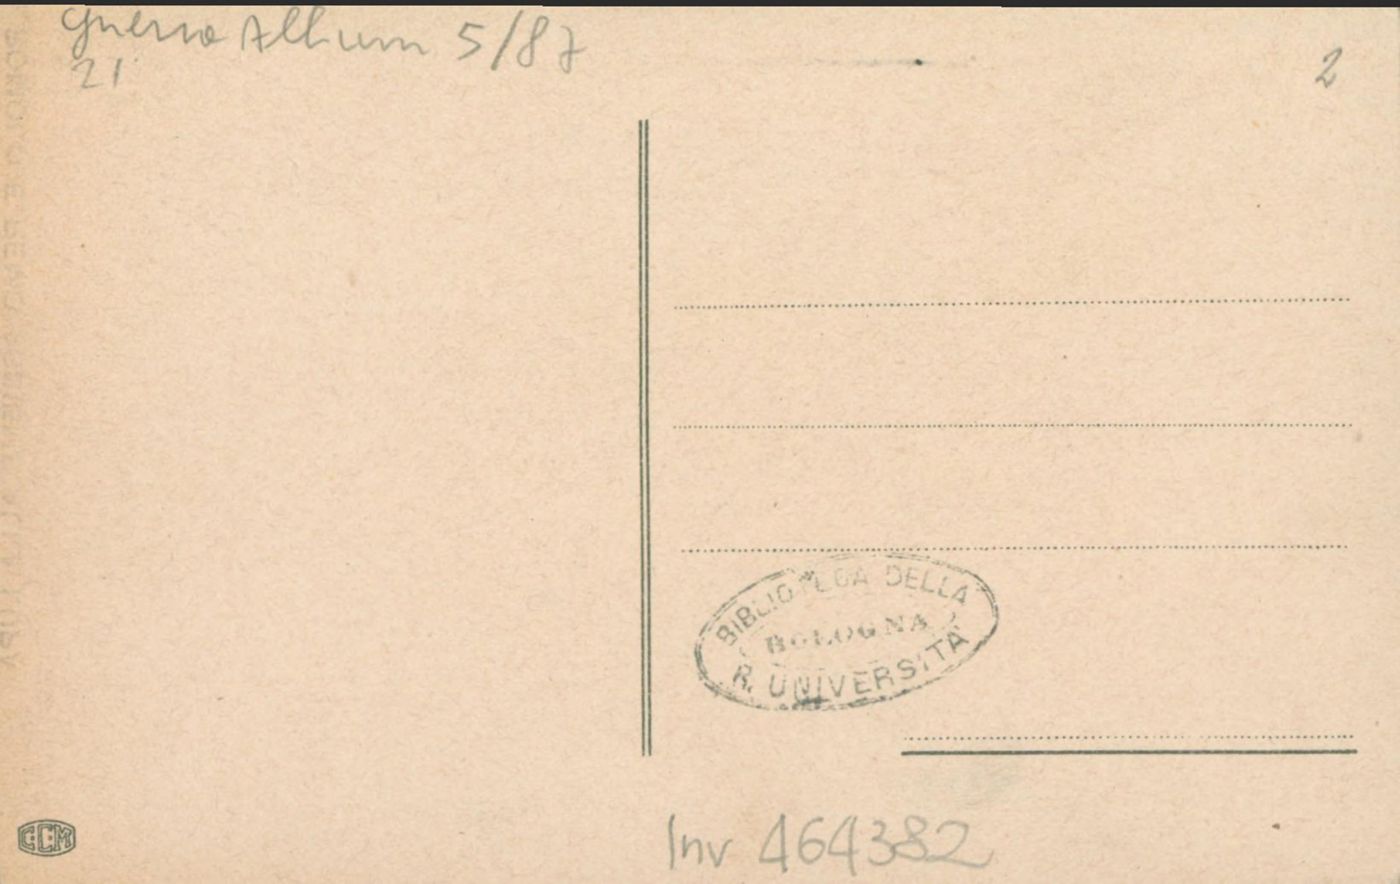 Guerra Album 5/87
21
2
BIBLIOTECA DELLA
BOLOGNA
R. UNIVERSITÀ
CCM
Inv 464382